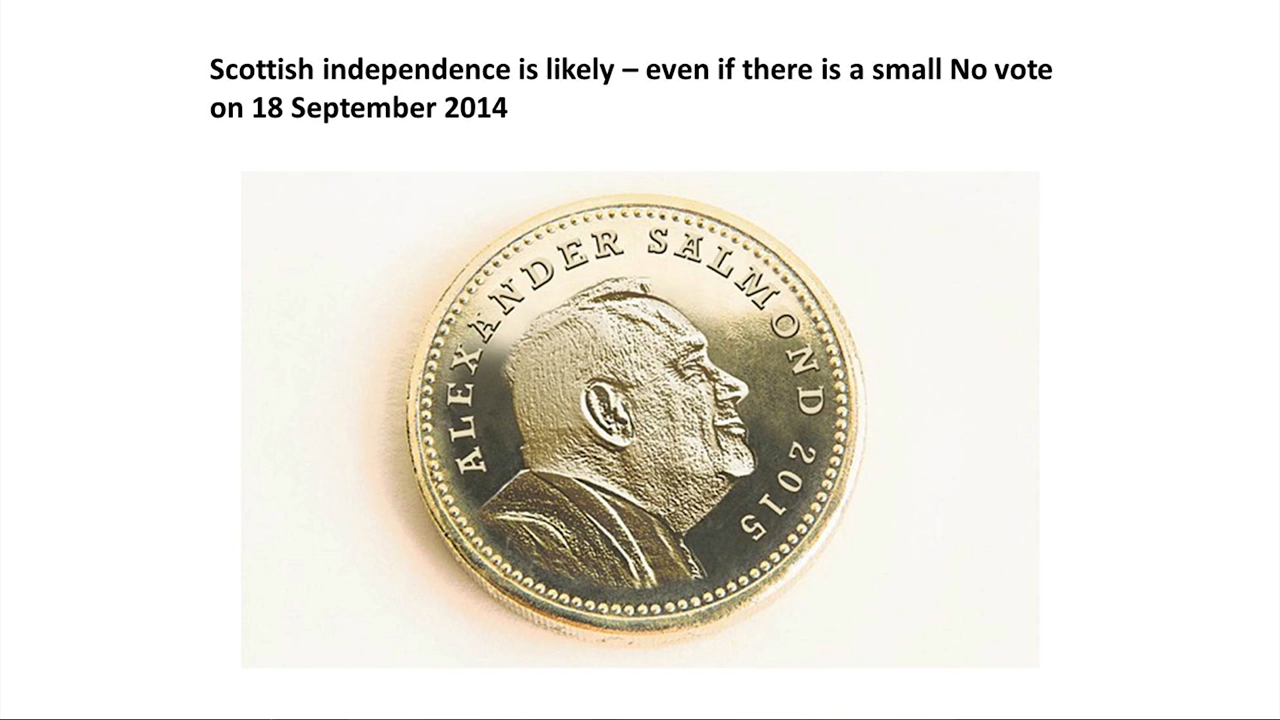 Scottish independence is likely – even if there is a small No vote
on 18 September 2014
ALEXANDER SALMOND 2015